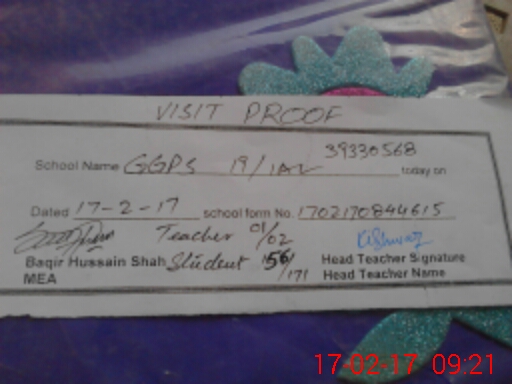 VISIT PROOF
39330568
School Name GGPS 19/1AL today on
Dated 17-2-17 school form No. 1702170844615
Teacher 01/02 Kishwaz
Baqir Hussain Shah Student 56/171 Head Teacher Signature
MEA Head Teacher Name
17-02-17 09:21